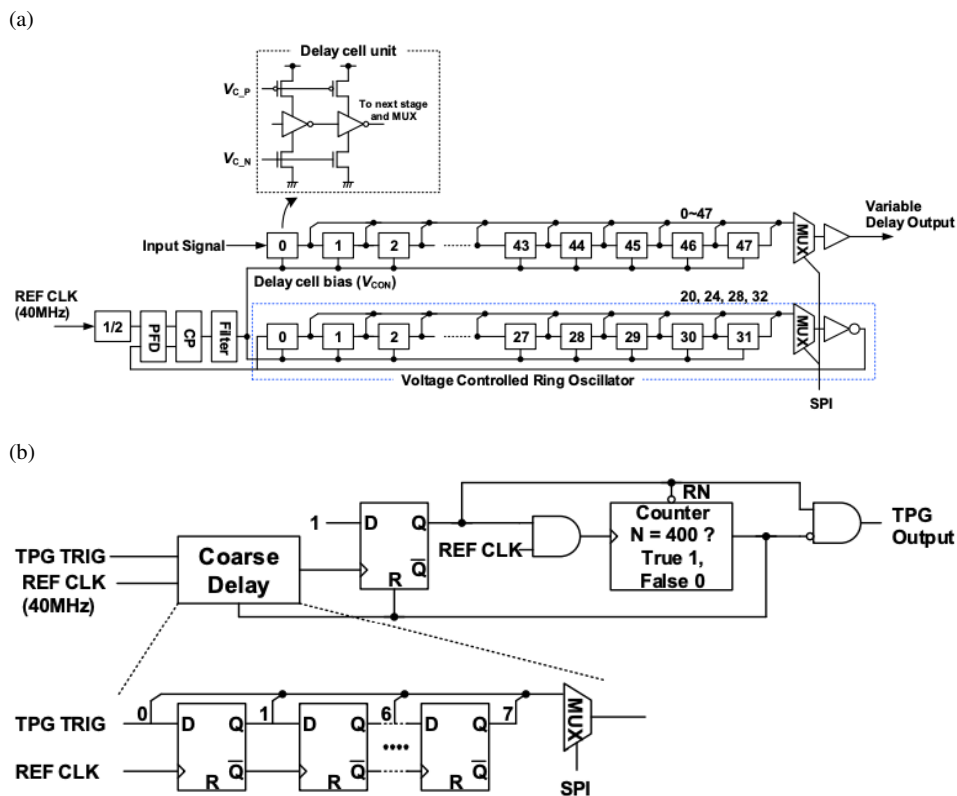 (a)
Delay cell unit
V_C_P
To next stage
and MUX
V_C_N
Variable
Delay Output
0~47
Input Signal
0
1
2
43
44
45
46
47
MUX
Delay cell bias (V_CON)
REF CLK
(40MHz)
20, 24, 28, 32
1/2
PFD
CP
Filter
0
1
2
27
28
29
30
31
MUX
Voltage Controlled Ring Oscillator
SPI
(b)
1
D
Q
Q̅
R
REF CLK
RN
Counter
N = 400 ?
True 1,
False 0
TPG
Output
TPG TRIG
REF CLK
(40MHz)
Coarse
Delay
TPG TRIG
0
D
Q
1
D
Q
6
D
Q
7
MUX
REF CLK
R
Q̅
R
Q̅
R
Q̅
SPI